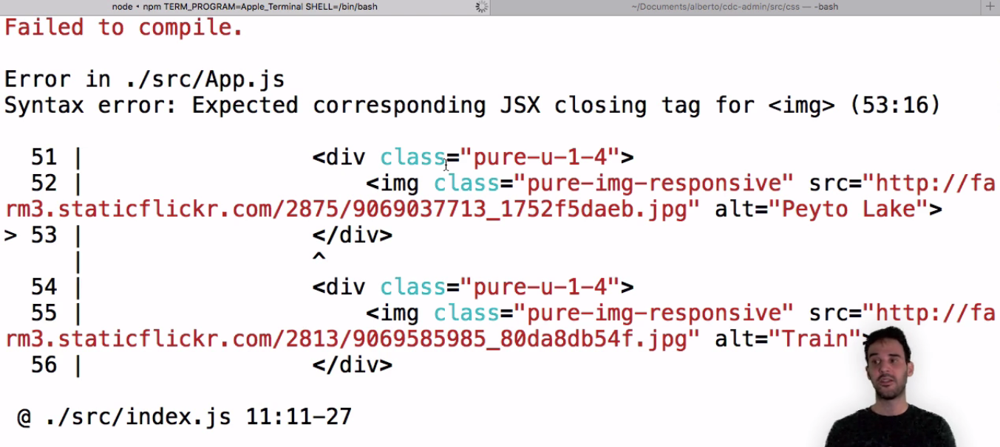 node ◂ npm TERM_PROGRAM=Apple_Terminal SHELL=/bin/bash
~/Documents/alberto/cdc-admin/src/css — -bash
Failed to compile.
Error in ./src/App.js
Syntax error: Expected corresponding JSX closing tag for <img> (53:16)
51 | <div class="pure-u-1-4">
52 | <img class="pure-img-responsive" src="http://fa
rm3.staticflickr.com/2875/9069037713_1752f5daeb.jpg" alt="Peyto Lake">
> 53 | </div>
| ^
54 | <div class="pure-u-1-4">
55 | <img class="pure-img-responsive" src="http://fa
rm3.staticflickr.com/2813/9069585985_80da8db54f.jpg" alt="Train">
56 | </div>
@ ./src/index.js 11:11-27